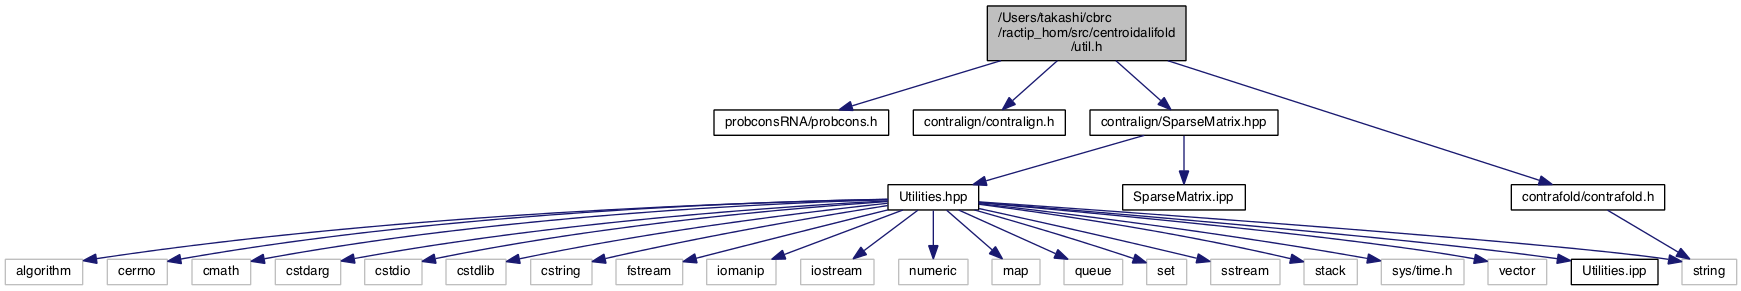 /Users/takashi/cbrc
/ractip_hom/src/centroidalifold
/util.h
probconsRNA/probcons.h
contralign/contralign.h
contralign/SparseMatrix.hpp
Utilities.hpp
SparseMatrix.ipp
contrafold/contrafold.h
algorithm
cerrno
cmath
cstdarg
cstdio
cstdlib
cstring
fstream
iomanip
iostream
numeric
map
queue
set
sstream
stack
sys/time.h
vector
Utilities.ipp
string